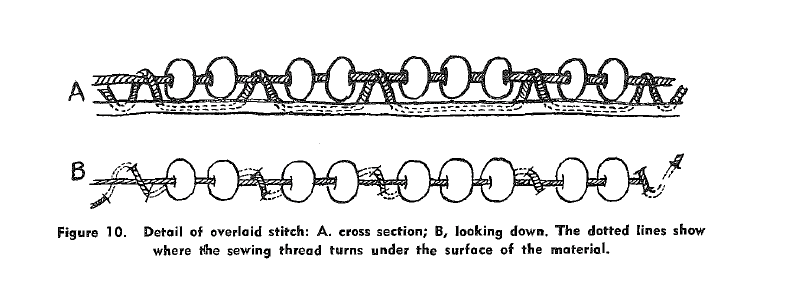 A
B
Figure 10. Detail of overlaid stitch: A. cross section; B, looking down. The dotted lines show
where the sewing thread turns under the surface of the material.